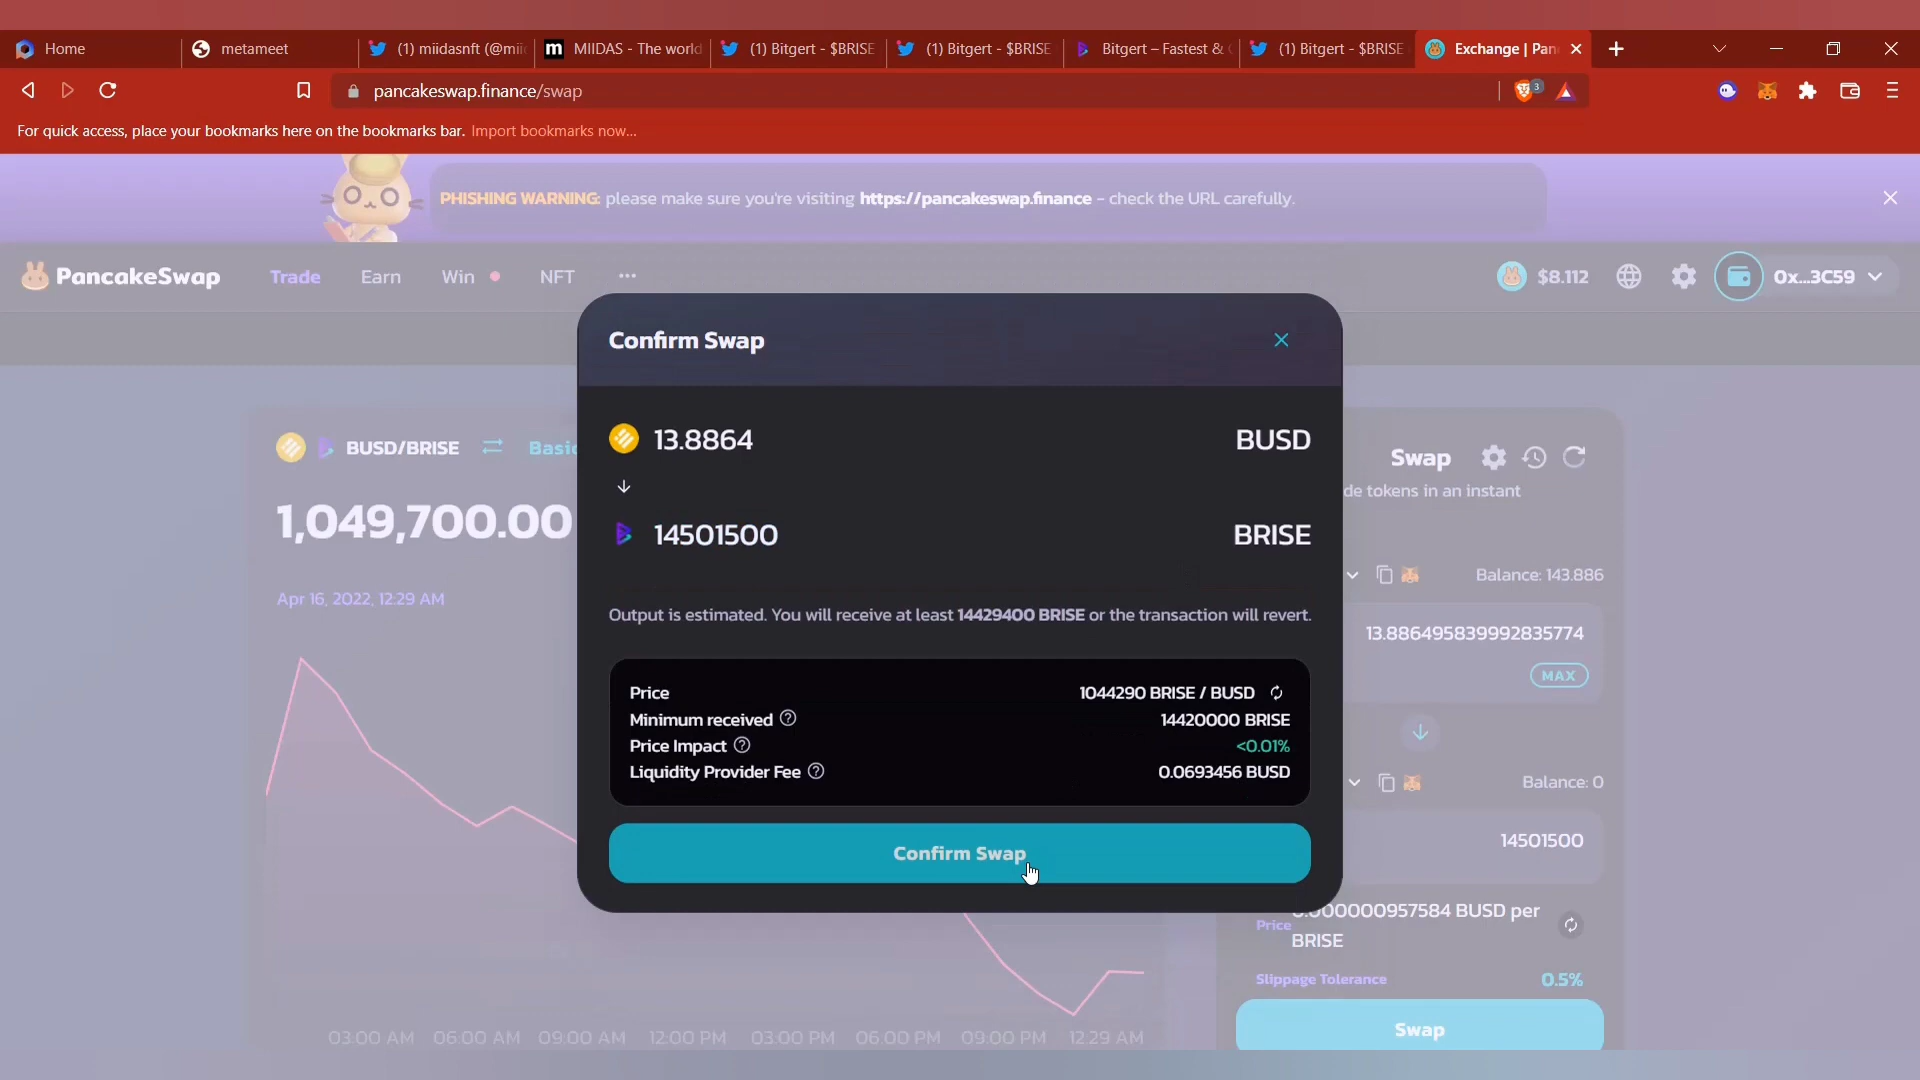 Home
metameet
(1) miidasnft (@mii
MIIDAS - The world
(1) Bitgert - $BRISE
(1) Bitgert - $BRISE
Bitgert – Fastest &
(1) Bitgert - $BRISE
Exchange | Pan
pancakeswap.finance/swap
3
For quick access, place your bookmarks here on the bookmarks bar. Import bookmarks now...
PHISHING WARNING: please make sure you're visiting https://pancakeswap.finance - check the URL carefully.
PancakeSwap
Trade
Earn
Win
NFT
$8.112
0x...3C59
Confirm Swap
13.8864
BUSD
14501500
BRISE
Output is estimated. You will receive at least 14429400 BRISE or the transaction will revert.
Price
1044290 BRISE / BUSD
Minimum received
14420000 BRISE
Price Impact
<0.01%
Liquidity Provider Fee
0.0693456 BUSD
Confirm Swap
BUSD/BRISE
Basic
1,049,700.00
Apr 16, 2022, 12:29 AM
03:00 AM 06:00 AM 09:00 AM 12:00 PM 03:00 PM 06:00 PM 09:00 PM 12:29 AM
Swap
de tokens in an instant
Balance: 143.886
13.886495839992835774
MAX
Balance: 0
14501500
Price
0.000000957584 BUSD per
BRISE
Slippage Tolerance
0.5%
Swap